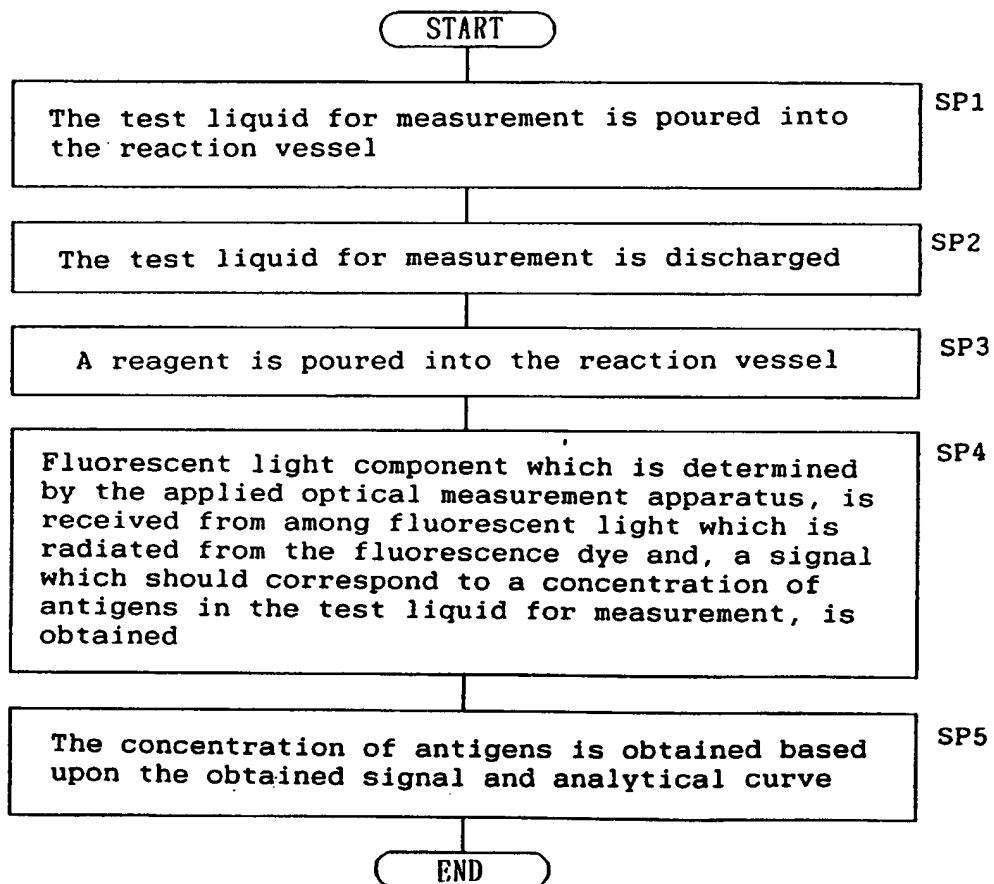 START
SP1
The test liquid for measurement is poured into
the reaction vessel
SP2
The test liquid for measurement is discharged
SP3
A reagent is poured into the reaction vessel
SP4
Fluorescent light component which is determined
by the applied optical measurement apparatus, is
received from among fluorescent light which is
radiated from the fluorescence dye and, a signal
which should correspond to a concentration of
antigens in the test liquid for measurement, is
obtained
SP5
The concentration of antigens is obtained based
upon the obtained signal and analytical curve
END